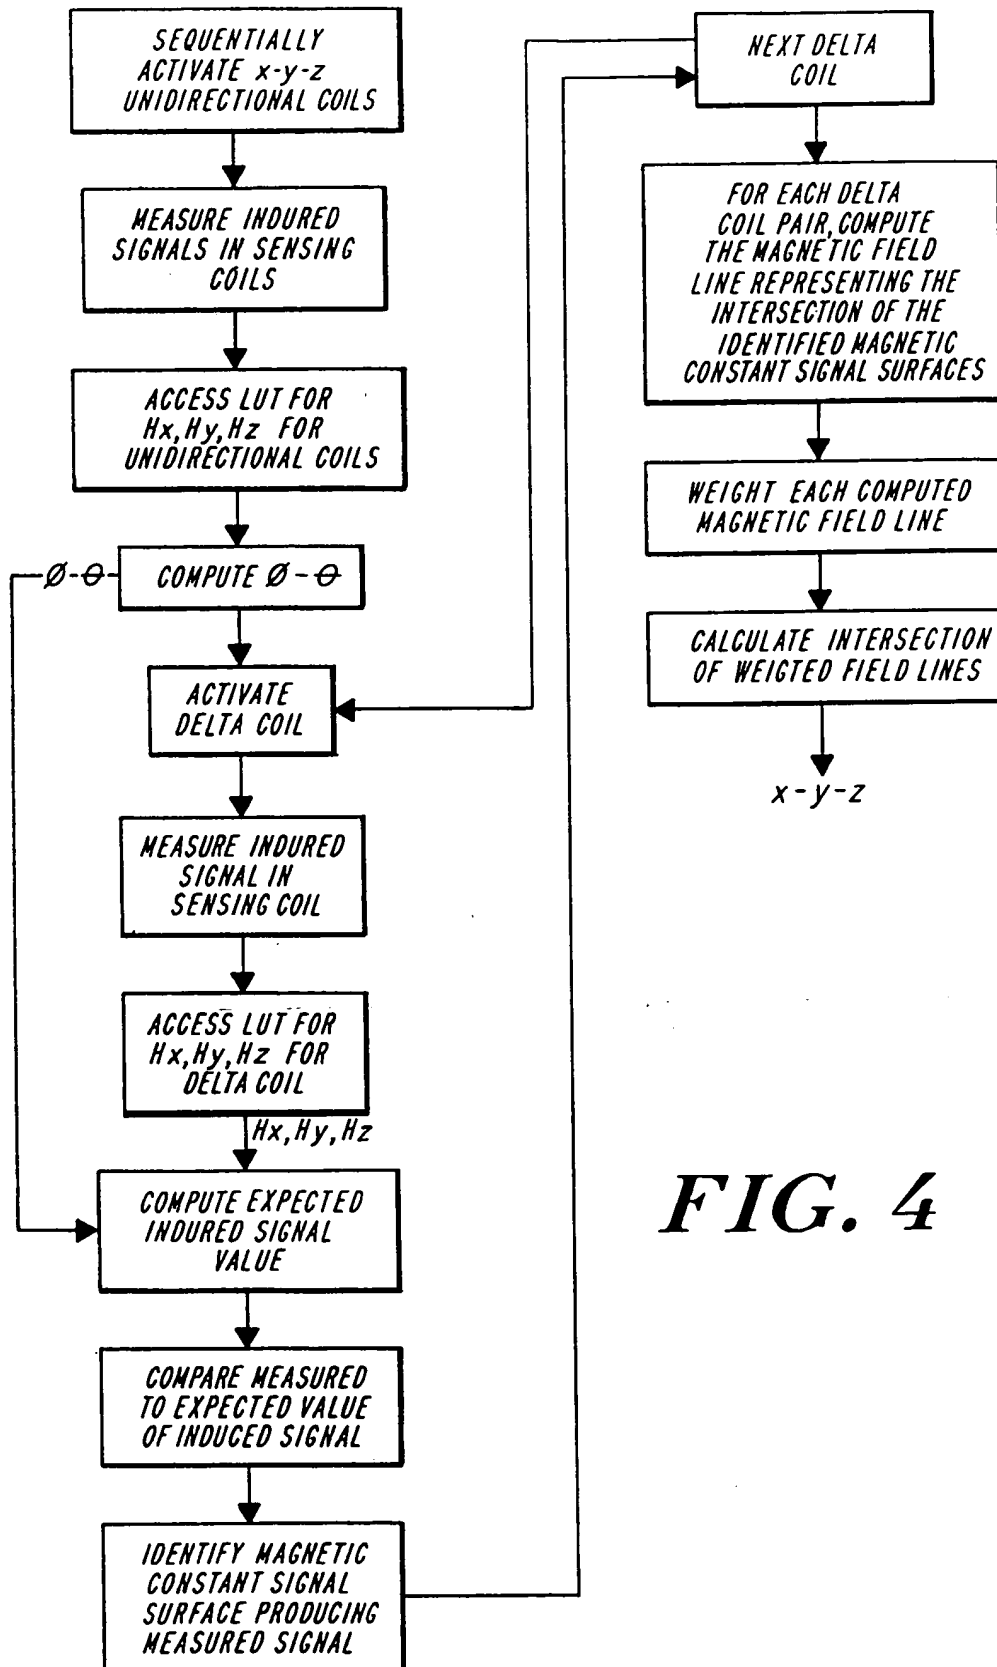 SEQUENTIALLY
ACTIVATE x-y-z
UNIDIRECTIONAL COILS
MEASURE INDURED
SIGNALS IN SENSING
COILS
ACCESS LUT FOR
Hx, Hy, Hz FOR
UNIDIRECTIONAL COILS
Ø-Θ
COMPUTE Ø-Θ
ACTIVATE
DELTA COIL
MEASURE INDURED
SIGNAL IN
SENSING COIL
ACCESS LUT FOR
Hx, Hy, Hz FOR
DELTA COIL
Hx, Hy, Hz
COMPUTE EXPECTED
INDURED SIGNAL
VALUE
COMPARE MEASURED
TO EXPECTED VALUE
OF INDUCED SIGNAL
IDENTIFY MAGNETIC
CONSTANT SIGNAL
SURFACE PRODUCING
MEASURED SIGNAL
NEXT DELTA
COIL
FOR EACH DELTA
COIL PAIR, COMPUTE
THE MAGNETIC FIELD
LINE REPRESENTING THE
INTERSECTION OF THE
IDENTIFIED MAGNETIC
CONSTANT SIGNAL SURFACES
WEIGHT EACH COMPUTED
MAGNETIC FIELD LINE
CALCULATE INTERSECTION
OF WEIGTED FIELD LINES
x-y-z
FIG. 4